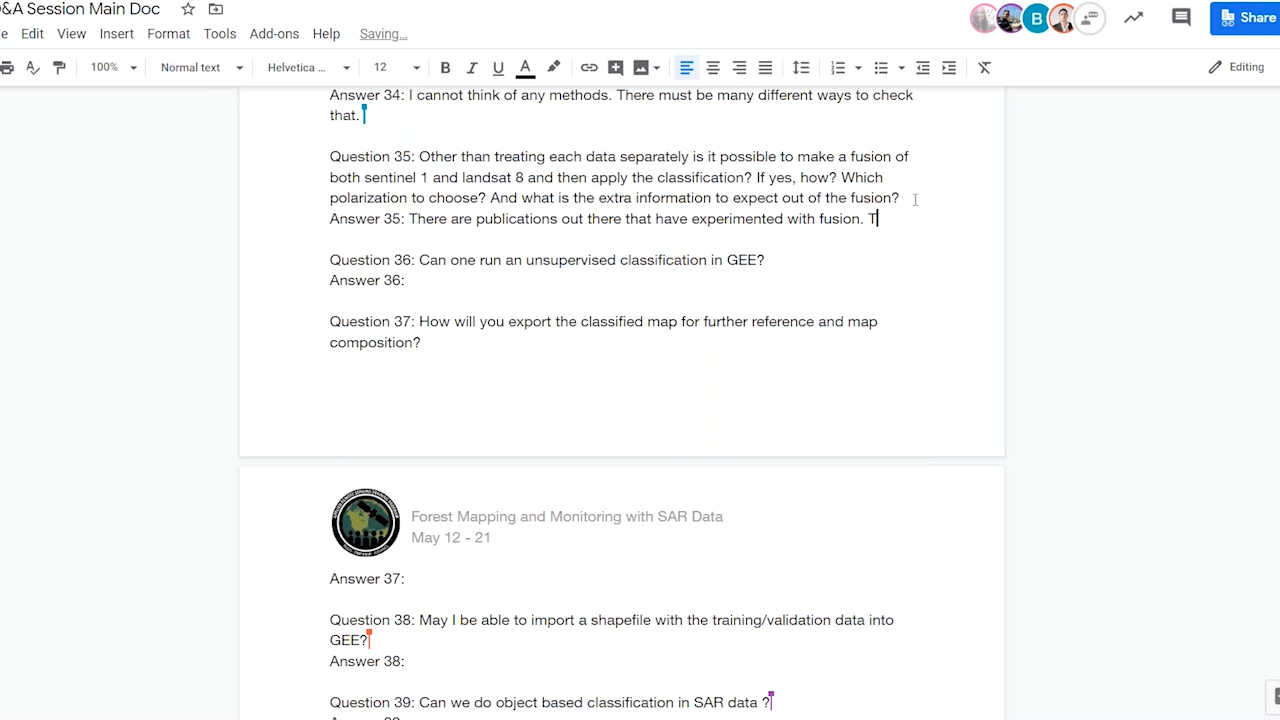 &A Session Main Doc
e Edit View Insert Format Tools Add-ons Help Saving...
B
Share
100% Normal text Helvetica ... 12 B I U A Editing
Answer 34: I cannot think of any methods. There must be many different ways to check
that.
Question 35: Other than treating each data separately is it possible to make a fusion of
both sentinel 1 and landsat 8 and then apply the classification? If yes, how? Which
polarization to choose? And what is the extra information to expect out of the fusion?
Answer 35: There are publications out there that have experimented with fusion. T
Question 36: Can one run an unsupervised classification in GEE?
Answer 36:
Question 37: How will you export the classified map for further reference and map
composition?
Forest Mapping and Monitoring with SAR Data
May 12 - 21
Answer 37:
Question 38: May I be able to import a shapefile with the training/validation data into
GEE?
Answer 38:
Question 39: Can we do object based classification in SAR data ?